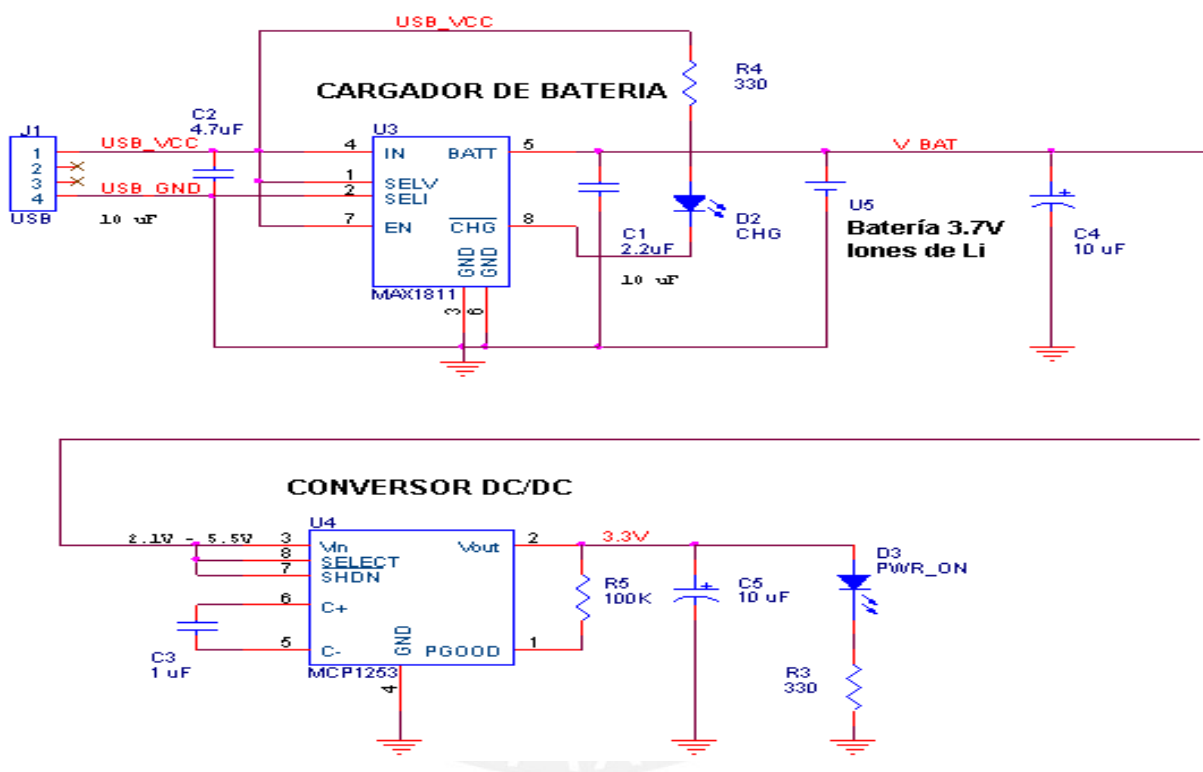 USB_VCC
R4
330
CARGADOR DE BATERIA
C2
4.7uF
J1
1
2
3
4
USB
USB_VCC
USB_GND
10 uF
U3
4
IN
BATT
5
1
SELV
2
SELI
7
EN
CHG
8
GND
GND
MAX1811
3
6
C1
2.2uF
10 uF
D2
CHG
V_BAT
U5
Batería 3.7V
Iones de Li
C4
10 uF
CONVERSOR DC/DC
U4
2.1V - 5.5V
3
Vin
Vout
2
3.3V
8
SELECT
7
SHDN
6
C+
5
C-
GND
PGOOD
1
MCP1253
4
C3
1 uF
R5
100K
C5
10 uF
D3
PWR_ON
R3
330